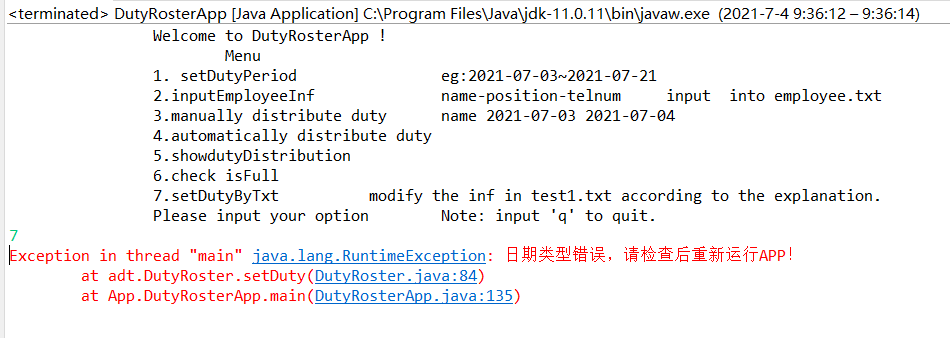 <terminated> DutyRosterApp [Java Application] C:\Program Files\Java\jdk-11.0.11\bin\javaw.exe (2021-7-4 9:36:12 – 9:36:14)
Welcome to DutyRosterApp !
Menu
1. setDutyPeriod eg:2021-07-03~2021-07-21
2.inputEmployeeInf name-position-telnum input into employee.txt
3.manually distribute duty name 2021-07-03 2021-07-04
4.automatically distribute duty
5.showdutyDistribution
6.check isFull
7.setDutyByTxt modify the inf in test1.txt according to the explanation.
Please input your option Note: input 'q' to quit.
7
Exception in thread "main" java.lang.RuntimeException: 日期类型错误，请检查后重新运行APP！
at adt.DutyRoster.setDuty(DutyRoster.java:84)
at App.DutyRosterApp.main(DutyRosterApp.java:135)